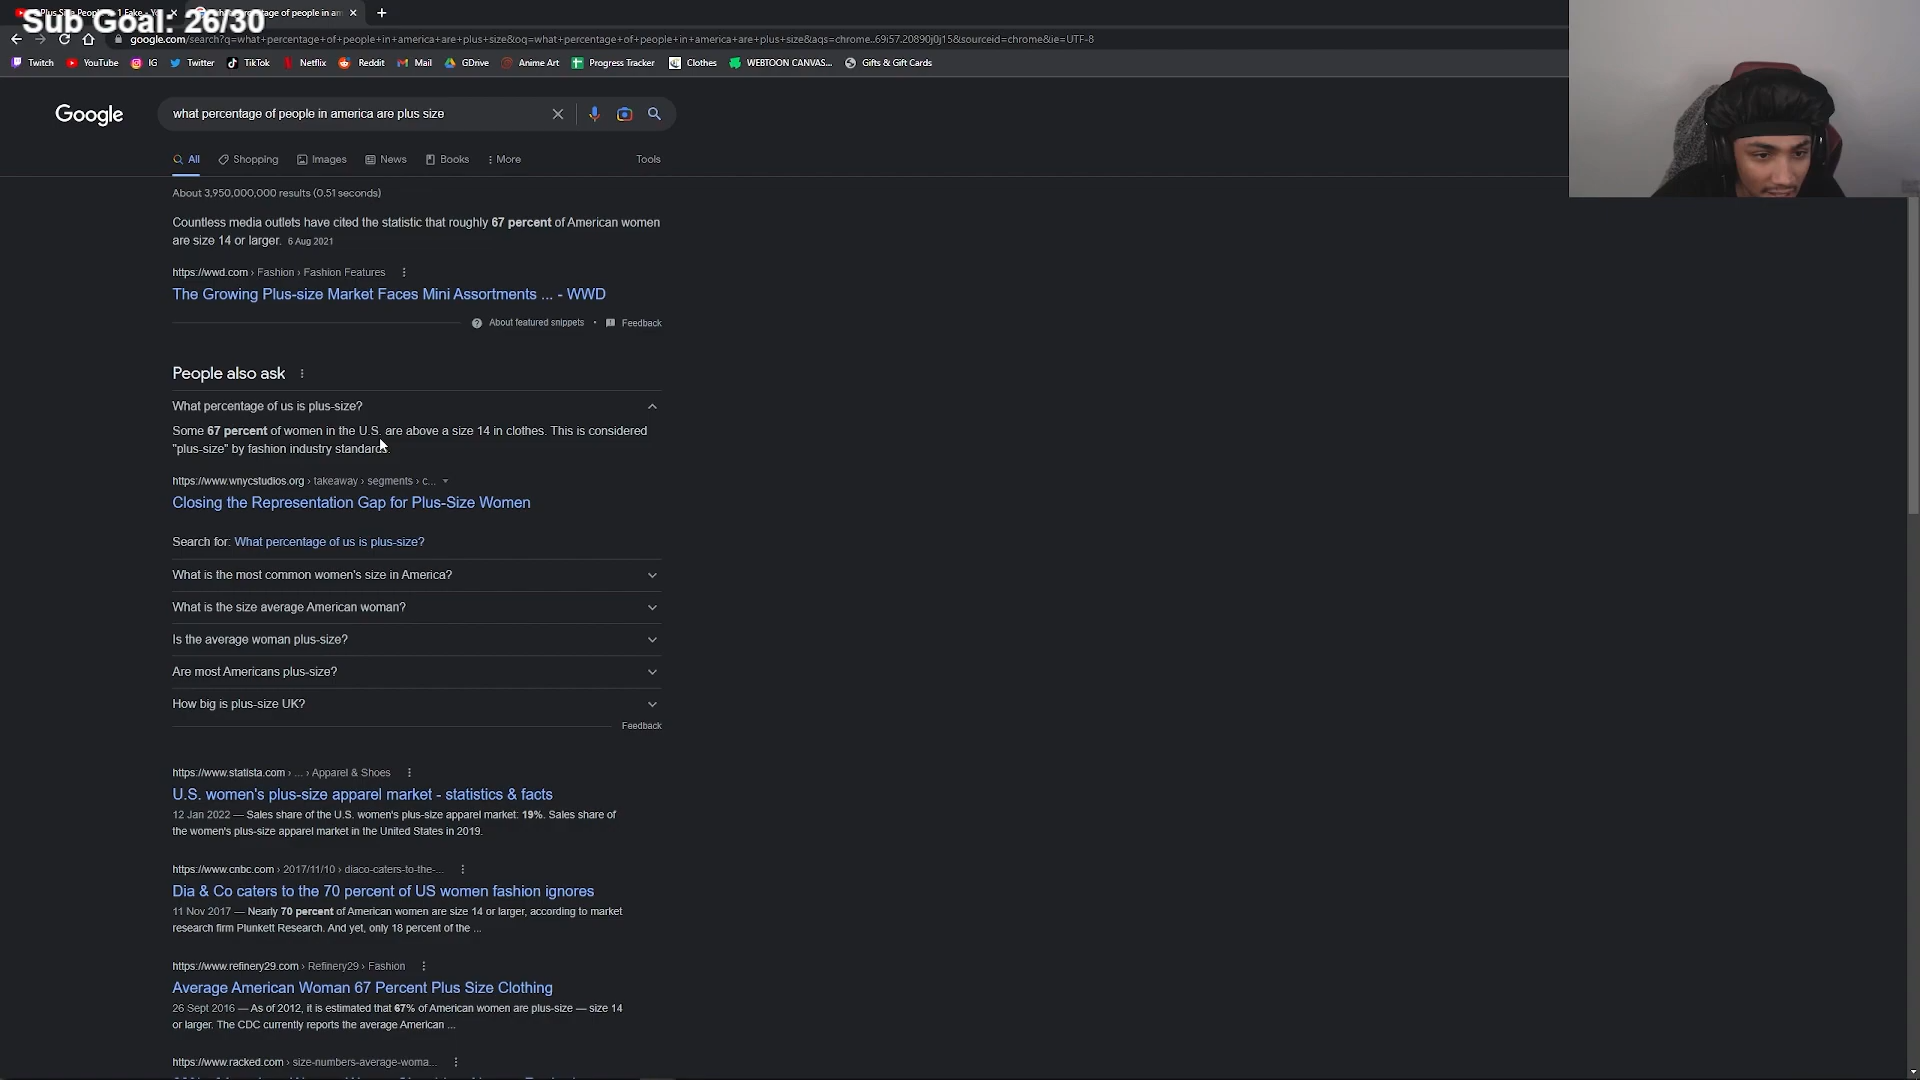 Plus Size People
1 Fake - Yo
percentage of people in am
Sub Goal: 26/30
google.com/search?q=what+percentage+of+people+in+america+are+plus+size&oq=what+percentage+of+people+in+america+are+plus+size&aqs=chrome..69i57.20890j0j15&sourceid=chrome&ie=UTF-8
Twitch YouTube IG Twitter TikTok Netflix Reddit Mail GDrive Anime Art Progress Tracker Clothes WEBTOON CANVAS... Gifts & Gift Cards
Google
what percentage of people in america are plus size
All Shopping Images News Books More Tools
About 3,950,000,000 results (0.51 seconds)
Countless media outlets have cited the statistic that roughly 67 percent of American women
are size 14 or larger. 6 Aug 2021
https://wwd.com › Fashion › Fashion Features
The Growing Plus-size Market Faces Mini Assortments ... - WWD
About featured snippets • Feedback
People also ask
What percentage of us is plus-size?
Some 67 percent of women in the U.S. are above a size 14 in clothes. This is considered
"plus-size" by fashion industry standards.
https://www.wnycstudios.org › takeaway › segments › c...
Closing the Representation Gap for Plus-Size Women
Search for: What percentage of us is plus-size?
What is the most common women's size in America?
What is the size average American woman?
Is the average woman plus-size?
Are most Americans plus-size?
How big is plus-size UK?
Feedback
https://www.statista.com › ... › Apparel & Shoes
U.S. women's plus-size apparel market - statistics & facts
12 Jan 2022 — Sales share of the U.S. women's plus-size apparel market: 19%. Sales share of
the women's plus-size apparel market in the United States in 2019.
https://www.cnbc.com › 2017/11/10 › diaco-caters-to-the-...
Dia & Co caters to the 70 percent of US women fashion ignores
11 Nov 2017 — Nearly 70 percent of American women are size 14 or larger, according to market
research firm Plunkett Research. And yet, only 18 percent of the ...
https://www.refinery29.com › Refinery29 › Fashion
Average American Woman 67 Percent Plus Size Clothing
26 Sept 2016 — As of 2012, it is estimated that 67% of American women are plus-size — size 14
or larger. The CDC currently reports the average American ...
https://www.racked.com › size-numbers-average-woma...